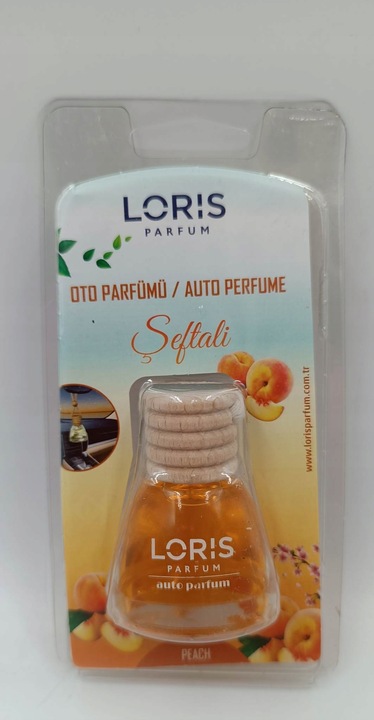 LORIS
PARFUM
OTO PARFÜMÜ / AUTO PERFUME
Şeftali
www.lorisparfum.com.tr
LORIS
PARFUM
auto parfum
PEACH